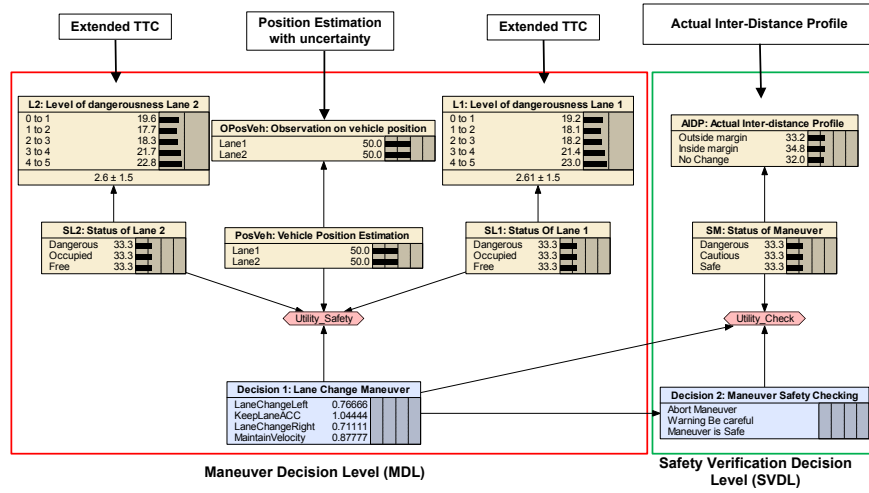 Extended TTC
Position Estimation
with uncertainty
Extended TTC
Actual Inter-Distance Profile
L2: Level of dangerousness Lane 2
0 to 1 19.6
1 to 2 17.7
2 to 3 18.3
3 to 4 21.7
4 to 5 22.8
2.6 ± 1.5
OPosVeh: Observation on vehicle position
Lane1 50.0
Lane2 50.0
L1: Level of dangerousness Lane 1
0 to 1 19.2
1 to 2 18.1
2 to 3 18.2
3 to 4 21.4
4 to 5 23.0
2.61 ± 1.5
AIDP: Actual Inter-distance Profile
Outside margin 33.2
Inside margin 34.8
No Change 32.0
SL2: Status of Lane 2
Dangerous 33.3
Occupied 33.3
Free 33.3
PosVeh: Vehicle Position Estimation
Lane1 50.0
Lane2 50.0
SL1: Status Of Lane 1
Dangerous 33.3
Occupied 33.3
Free 33.3
SM: Status of Maneuver
Dangerous 33.3
Cautious 33.3
Safe 33.3
Utility_Safety
Utility_Check
Decision 1: Lane Change Maneuver
LaneChangeLeft 0.76666
KeepLaneACC 1.04444
LaneChangeRight 0.71111
MaintainVelocity 0.87777
Decision 2: Maneuver Safety Checking
Abort Maneuver
Warning Be careful
Maneuver is Safe
Maneuver Decision Level (MDL)
Safety Verification Decision
Level (SVDL)